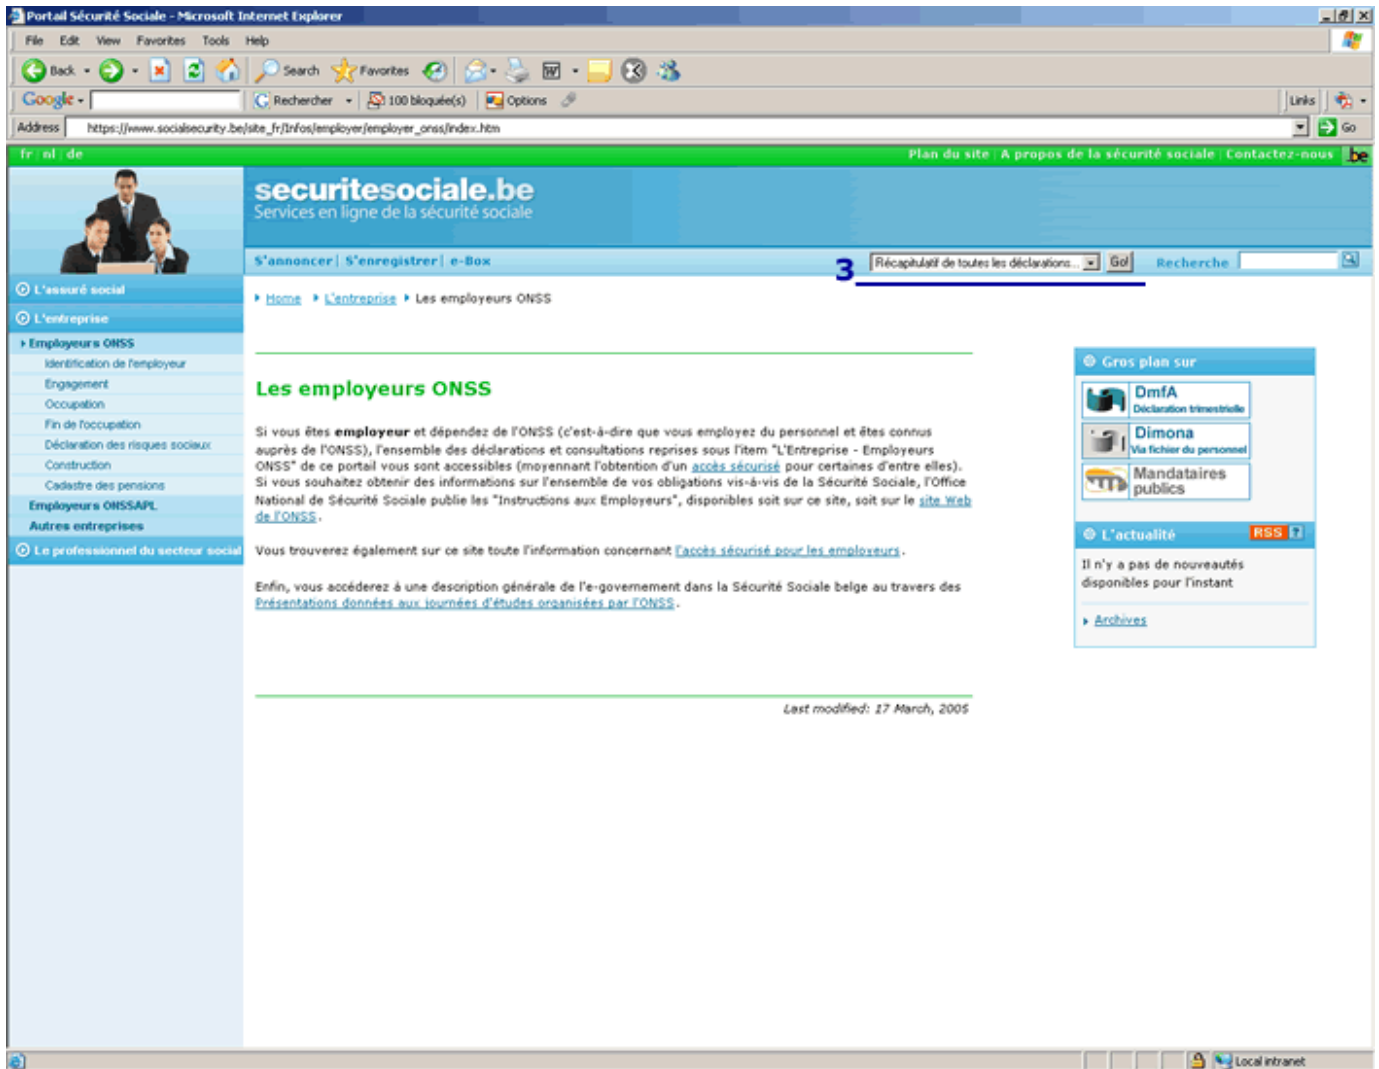 Portail Sécurité Sociale - Microsoft Internet Explorer
File Edit View Favorites Tools Help
Back Search Favorites
Google Rechercher 100 bloquée(s) Options Links
Address https://www.socialsecurity.be/site_fr/Infos/employer/employer_onss/index.htm Go
fr nl de Plan du site A propos de la sécurité sociale Contactez-nous .be
securitesociale.be
Services en ligne de la sécurité sociale
S'annoncer| S'enregistrer| e-Box 3 Récapitulatif de toutes les déclarations... Go! Recherche
L'assuré social
Home L'entreprise Les employeurs ONSS
L'entreprise
Employeurs ONSS
Identification de l'employeur
Engagement
Occupation
Fin de l'occupation
Déclaration des risques sociaux
Construction
Cadastre des pensions
Employeurs ONSSAPL
Autres entreprises
Le professionnel du secteur social
Les employeurs ONSS
Si vous êtes employeur et dépendez de l'ONSS (c'est-à-dire que vous employez du personnel et êtes connus
auprès de l'ONSS), l'ensemble des déclarations et consultations reprises sous l'item "L'Entreprise - Employeurs
ONSS" de ce portail vous sont accessibles (moyennant l'obtention d'un accès sécurisé pour certaines d'entre elles).
Si vous souhaitez obtenir des informations sur l'ensemble de vos obligations vis-à-vis de la Sécurité Sociale, l'Office
National de Sécurité Sociale publie les "Instructions aux Employeurs", disponibles soit sur ce site, soit sur le site Web
de l'ONSS.
Vous trouverez également sur ce site toute l'information concernant l'accès sécurisé pour les employeurs.
Enfin, vous accéderez à une description générale de l'e-governement dans la Sécurité Sociale belge au travers des
Présentations données aux journées d'études organisées par l'ONSS.
Last modified: 17 March, 2005
Gros plan sur
DmfA
Déclaration trimestrielle
Dimona
Via fichier du personnel
Mandataires
publics
L'actualité RSS ?
Il n'y a pas de nouveautés
disponibles pour l'instant
Archives
Local intranet